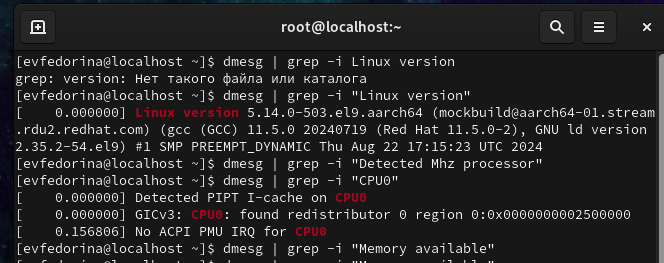 root@localhost:~
[evfedorina@localhost ~]$ dmesg | grep -i Linux version
grep: version: Нет такого файла или каталога
[evfedorina@localhost ~]$ dmesg | grep -i "Linux version"
[    0.000000] Linux version 5.14.0-503.el9.aarch64 (mockbuild@aarch64-01.stream
.rdu2.redhat.com) (gcc (GCC) 11.5.0 20240719 (Red Hat 11.5.0-2), GNU ld version
2.35.2-54.el9) #1 SMP PREEMPT_DYNAMIC Thu Aug 22 17:15:23 UTC 2024
[evfedorina@localhost ~]$ dmesg | grep -i "Detected Mhz processor"
[evfedorina@localhost ~]$ dmesg | grep -i "CPU0"
[    0.000000] Detected PIPT I-cache on CPU0
[    0.000000] GICv3: CPU0: found redistributor 0 region 0:0x0000000002500000
[    0.156806] No ACPI PMU IRQ for CPU0
[evfedorina@localhost ~]$ dmesg | grep -i "Memory available"